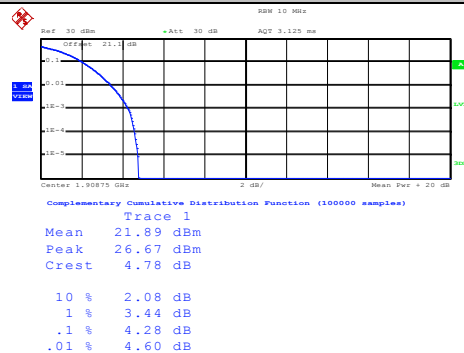 RBW 10 MHz
Ref 30 dBm Att 30 dB AQT 3.125 ms
Offset 21.1 dB
0.1
0.01
1E-3
1E-4
1E-5
1 SA
VIEW
Center 1.90875 GHz 2 dB/ Mean Pwr + 20 dB
Complementary Cumulative Distribution Function (100000 samples)
Trace 1
Mean 21.89 dBm
Peak 26.67 dBm
Crest 4.78 dB
10 % 2.08 dB
1 % 3.44 dB
.1 % 4.28 dB
.01 % 4.60 dB